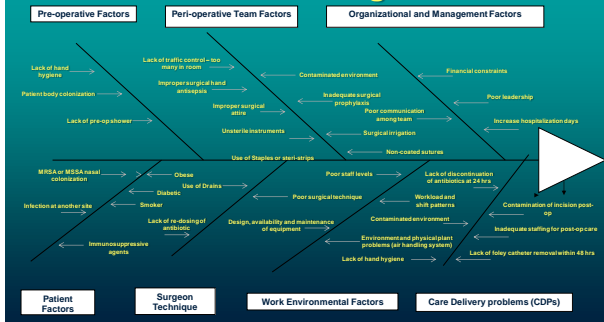 Pre-operative Factors
Peri-operative Team Factors
Organizational and Management Factors
Lack of hand
hygiene
Patient body colonization
Lack of pre-op shower
Lack of traffic control – too
many in room
Improper surgical hand
antisepsis
Improper surgical
attire
Unsterile instruments
Use of Staples or steri-strips
Contaminated environment
Inadequate surgical
prophylaxis
Poor communication
among team
Surgical irrigation
Non-coated sutures
Financial constraints
Poor leadership
Increase hospitalization days
MRSA or MSSA nasal
colonization
Infection at another site
Obese
Diabetic
Smoker
Immunosuppressive
agents
Use of Drains
Lack of re-dosing of
antibiotic
Poor surgical technique
Poor staff levels
Design, availability and maintenance
of equipment
Workload and
shift patterns
Environment and physical plant
problems (air handling system)
Lack of discontinuation
of antibiotics at 24 hrs
Contaminated environment
Lack of hand hygiene
Contamination of incision post-
op
Inadequate staffing for post-op care
Lack of foley catheter removal within 48 hrs
Patient
Factors
Surgeon
Technique
Work Environmental Factors
Care Delivery problems (CDPs)